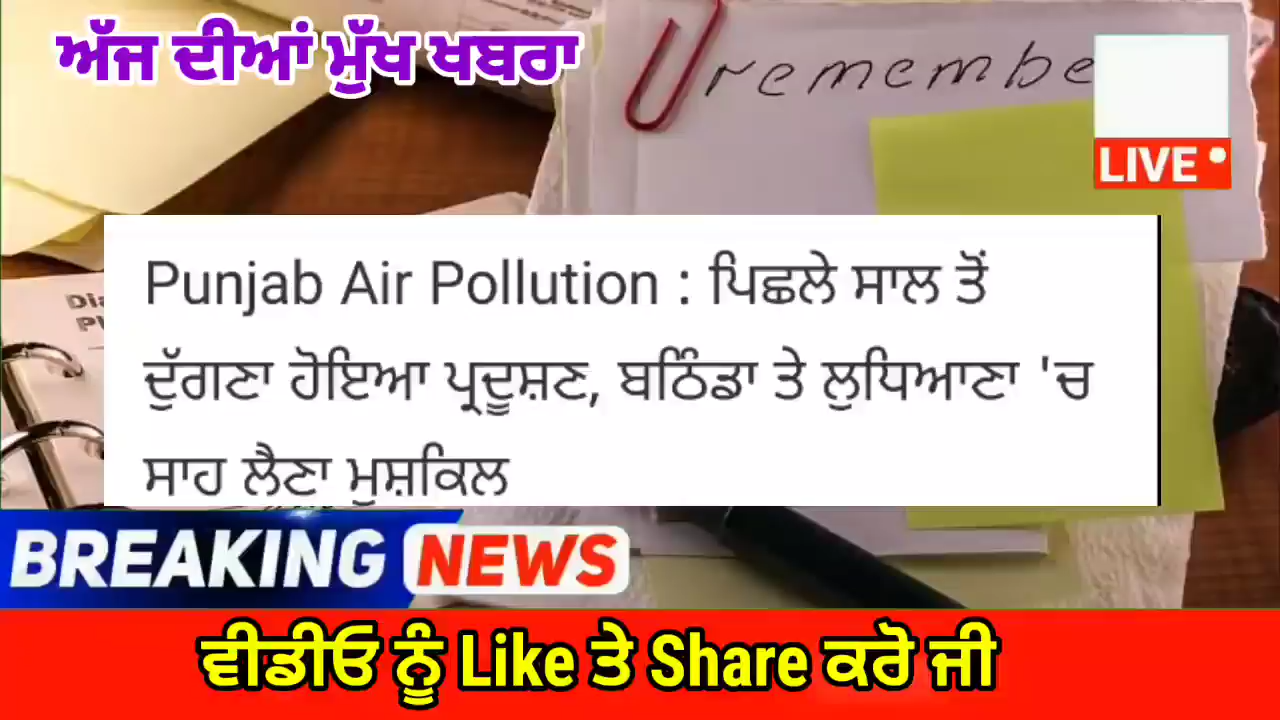 ਅੱਜ ਦੀਆਂ ਮੁੱਖ ਖਬਰਾ
remembe
LIVE
Punjab Air Pollution : ਪਿਛਲੇ ਸਾਲ ਤੋਂ
ਦੁੱਗਣਾ ਹੋਇਆ ਪ੍ਰਦੂਸ਼ਣ, ਬਠਿੰਡਾ ਤੇ ਲੁਧਿਆਣਾ 'ਚ
ਸਾਹ ਲੈਣਾ ਮੁਸ਼ਕਿਲ
BREAKING NEWS
ਵੀਡੀਓ ਨੂੰ Like ਤੇ Share ਕਰੋ ਜੀ